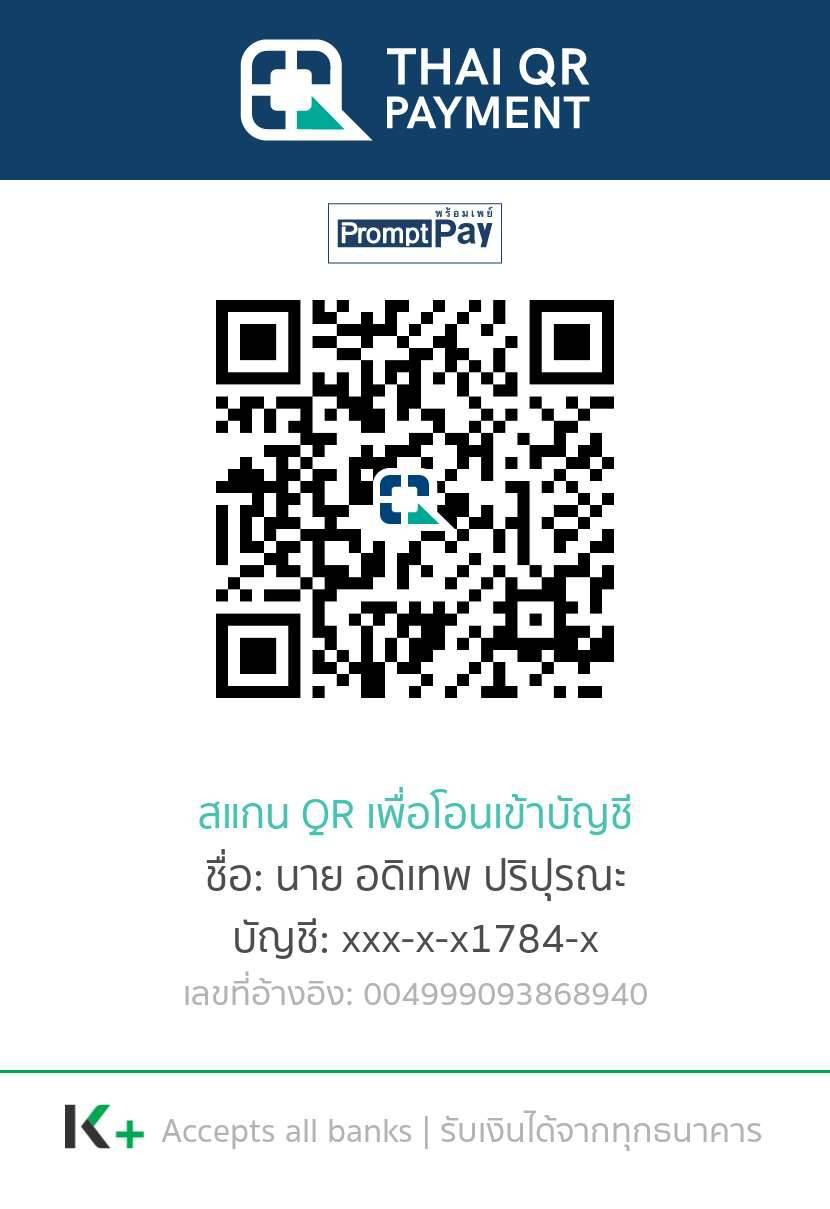 THAI QR
PAYMENT
พร้อมเพย์
PromptPay
สแกน QR เพื่อโอนเข้าบัญชี
ชื่อ: นาย อดิเทพ ปริปุรณะ
บัญชี: xxx-x-x1784-x
เลขที่อ้างอิง: 004999093868940
K+ Accepts all banks | รับเงินได้จากทุกธนาคาร